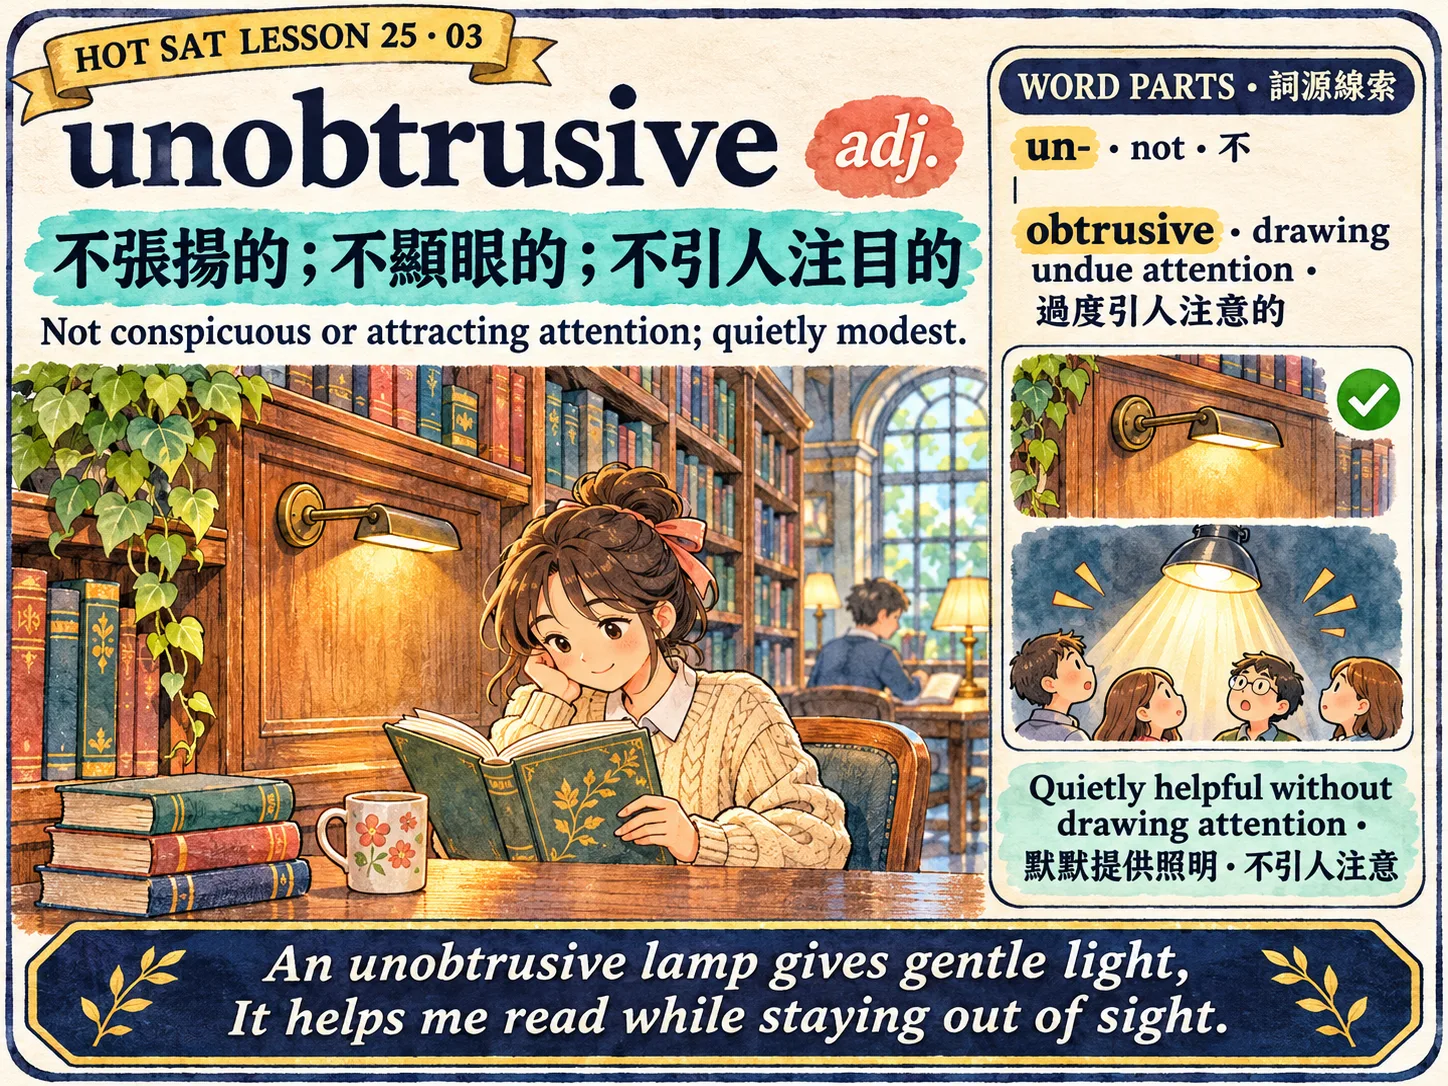 HOT SAT LESSON 25 · 03
unobtrusive adj.
不張揚的；不顯眼的；不引人注目的
Not conspicuous or attracting attention; quietly modest.
WORD PARTS · 詞源線索
un- · not · 不
obtrusive · drawing
undue attention ·
過度引人注意的
Quietly helpful without
drawing attention ·
默默提供照明 · 不引人注意
An unobtrusive lamp gives gentle light,
It helps me read while staying out of sight.